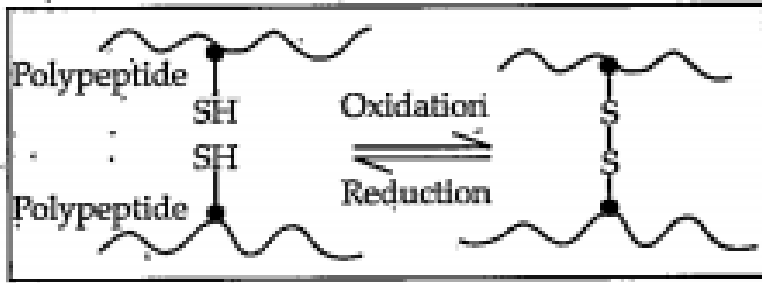 Polypeptide
SH
SH
Polypeptide
Oxidation
Reduction
S
S